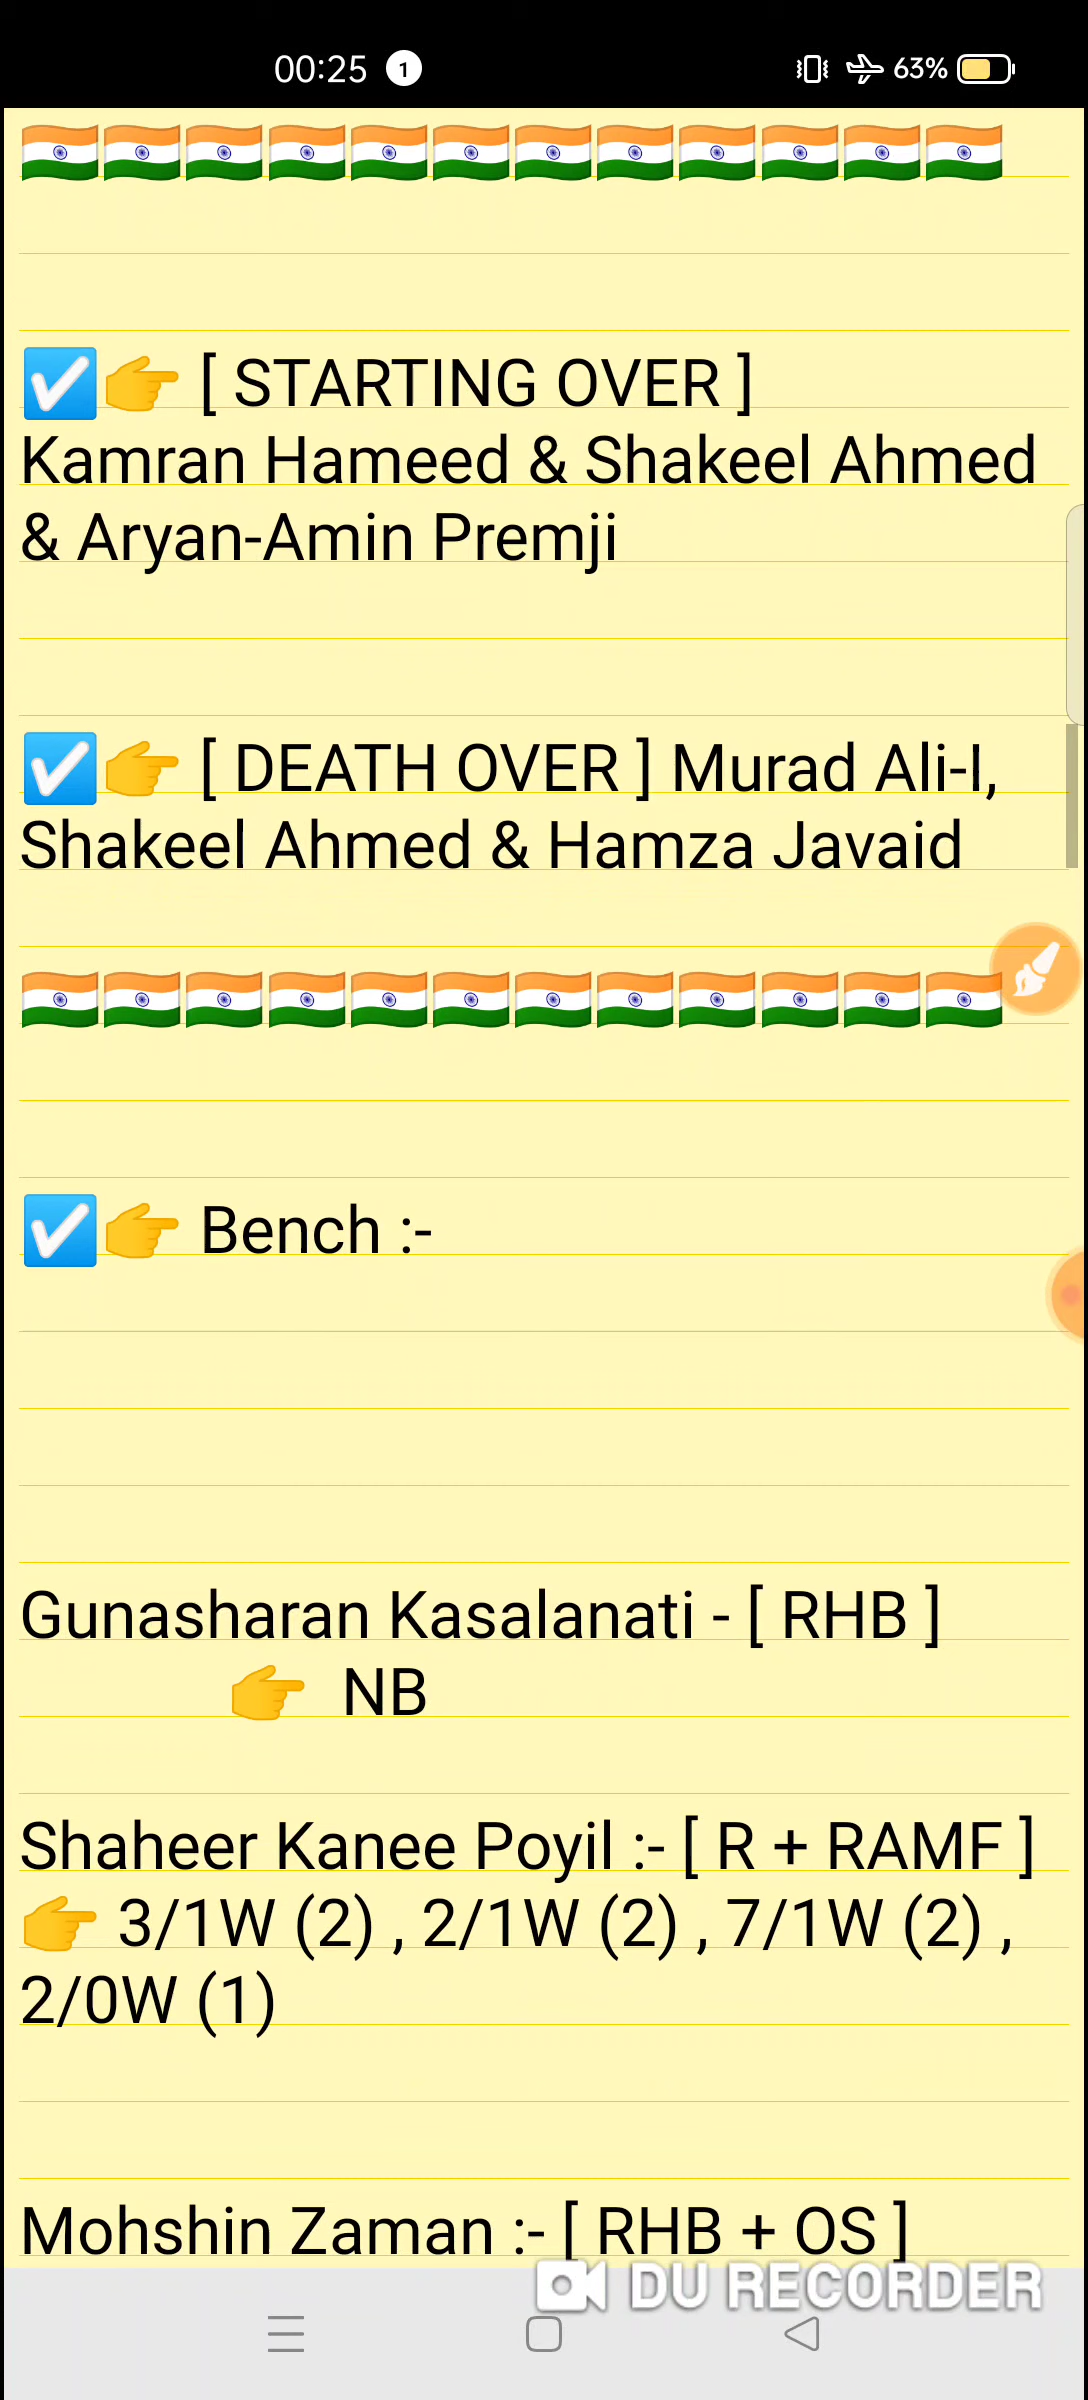 00:25 1 63%
🇮🇳🇮🇳🇮🇳🇮🇳🇮🇳🇮🇳🇮🇳🇮🇳🇮🇳🇮🇳🇮🇳🇮🇳
☑👉 [ STARTING OVER ]
Kamran Hameed & Shakeel Ahmed
& Aryan-Amin Premji
☑👉 [ DEATH OVER ] Murad Ali-I,
Shakeel Ahmed & Hamza Javaid
🇮🇳🇮🇳🇮🇳🇮🇳🇮🇳🇮🇳🇮🇳🇮🇳🇮🇳🇮🇳🇮🇳🇮🇳
☑👉 Bench :-
Gunasharan Kasalanati - [ RHB ]
👉 NB
Shaheer Kanee Poyil :- [ R + RAMF ]
👉 3/1W (2) , 2/1W (2) , 7/1W (2) ,
2/0W (1)
Mohshin Zaman :- [ RHB + OS ]
DU RECORDER